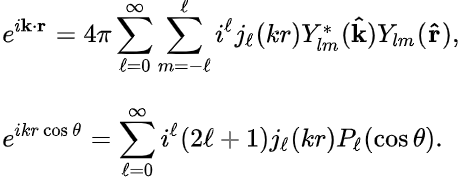 e^{i\mathbf{k}\cdot\mathbf{r}} = 4\pi \sum_{\ell=0}^{\infty} \sum_{m=-\ell}^{\ell} i^{\ell} j_{\ell}(kr) Y_{lm}^{*}(\hat{\mathbf{k}}) Y_{lm}(\hat{\mathbf{r}}),
e^{ikr\cos\theta} = \sum_{\ell=0}^{\infty} i^{\ell} (2\ell + 1) j_{\ell}(kr) P_{\ell}(\cos\theta).